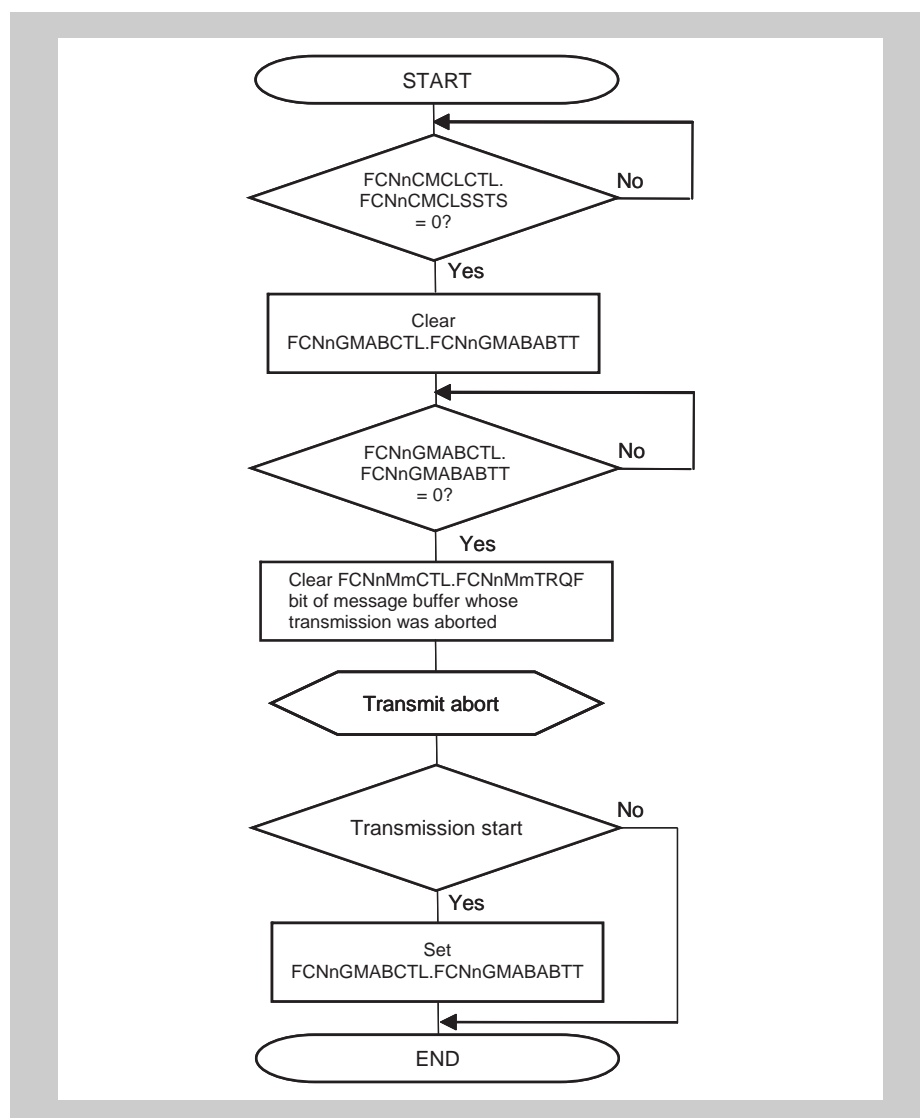 START
FCNnCMCLCTL.
FCNnCMCLSSTS
= 0?
No
Yes
Clear
FCNnGMABCTL.FCNnGMABABTT
FCNnGMABCTL.
FCNnGMABABTT
= 0?
No
Yes
Clear FCNnMmCTL.FCNnMmTRQF
bit of message buffer whose
transmission was aborted
Transmit abort
Transmission start
No
Yes
Set
FCNnGMABCTL.FCNnGMABABTT
END